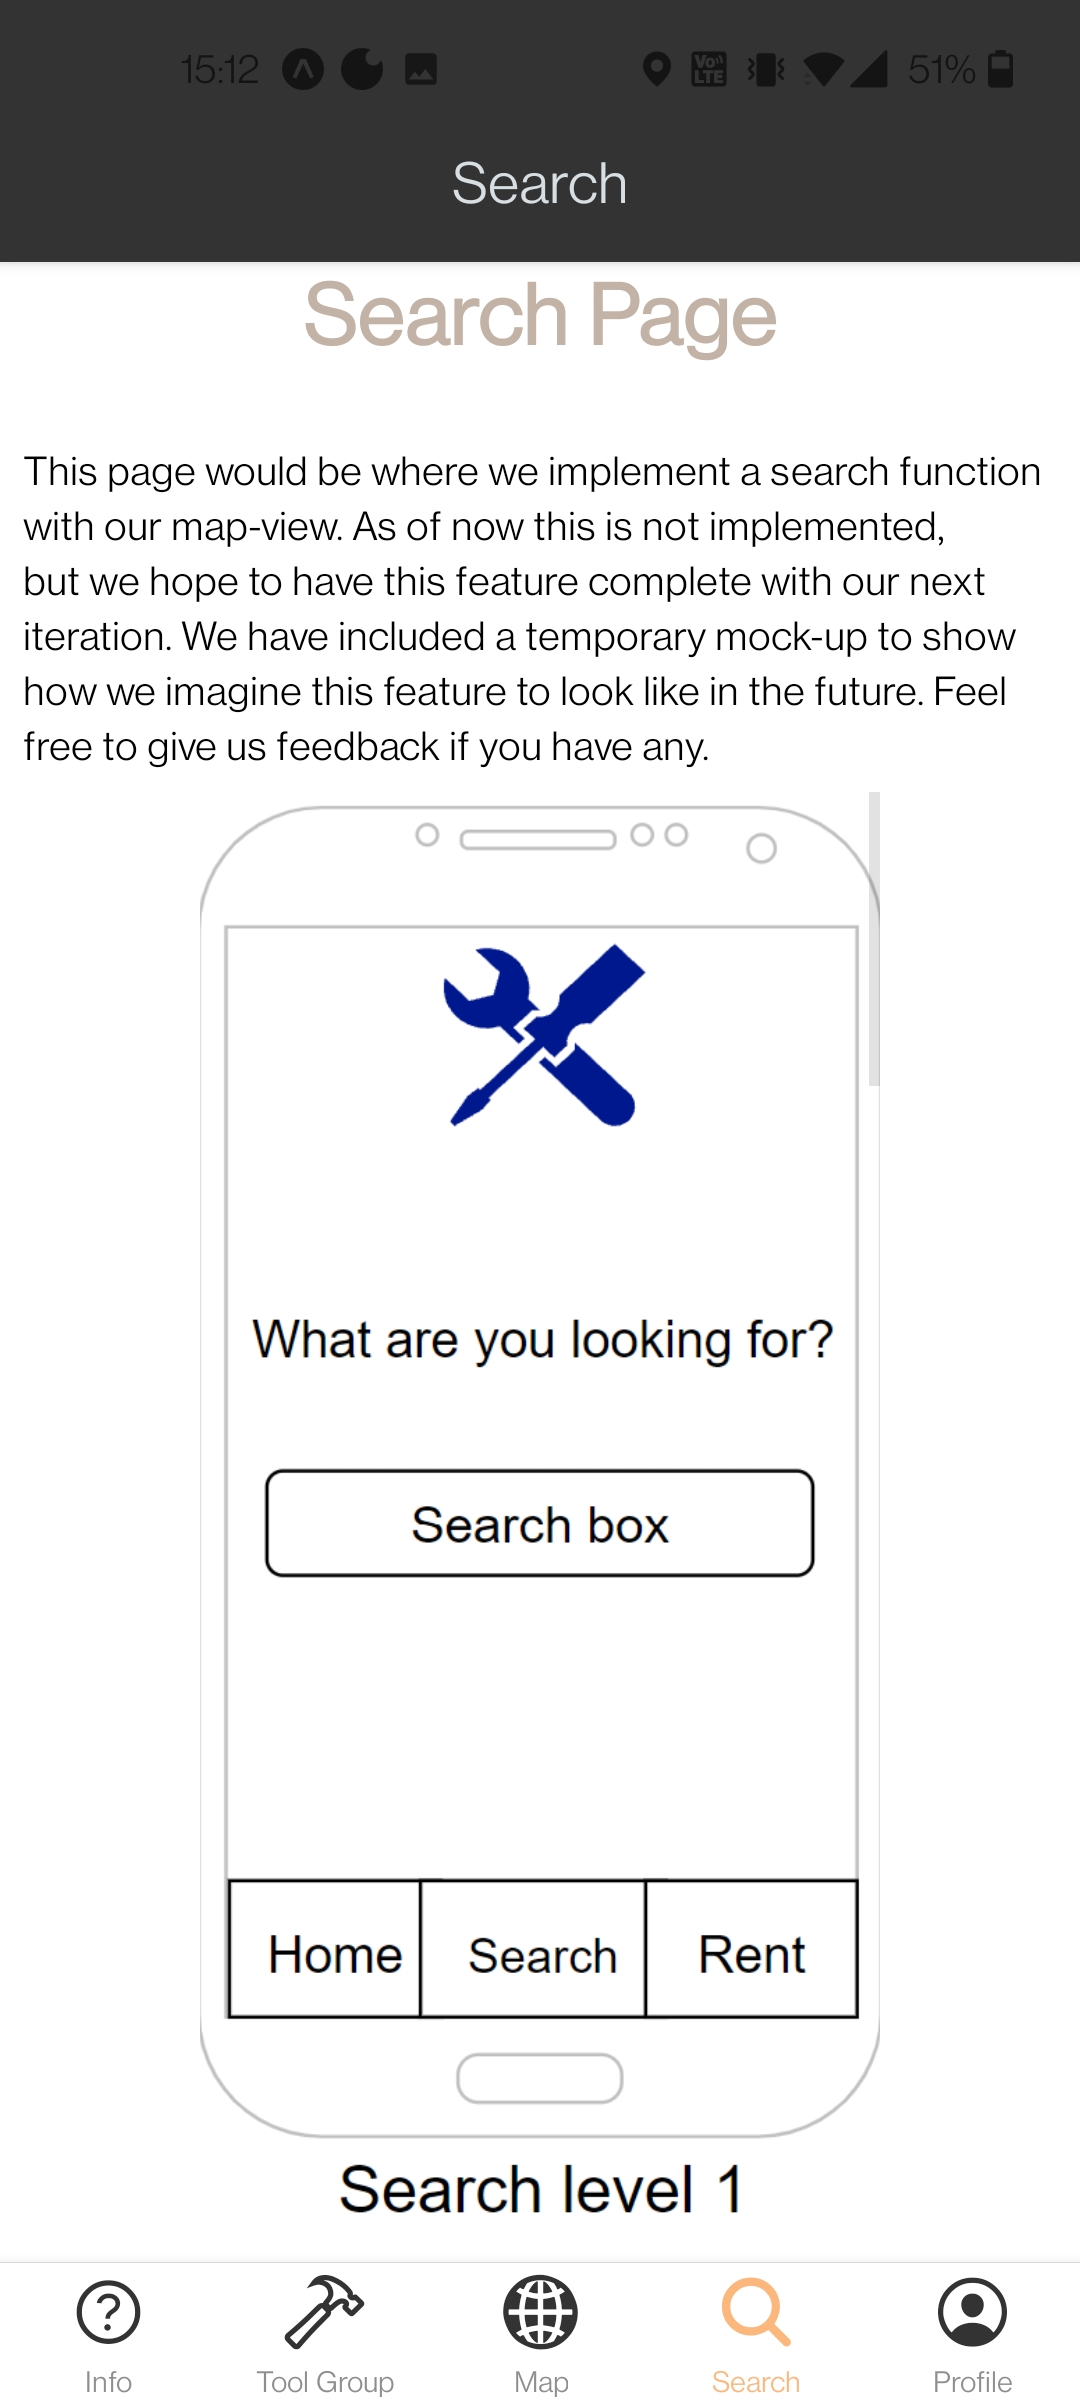 15:12
Vo))
LTE
51%
Search
Search Page
This page would be where we implement a search function
with our map-view. As of now this is not implemented,
but we hope to have this feature complete with our next
iteration. We have included a temporary mock-up to show
how we imagine this feature to look like in the future. Feel
free to give us feedback if you have any.
What are you looking for?
Search box
Home Search Rent
Search level 1
Info Tool Group Map Search Profile